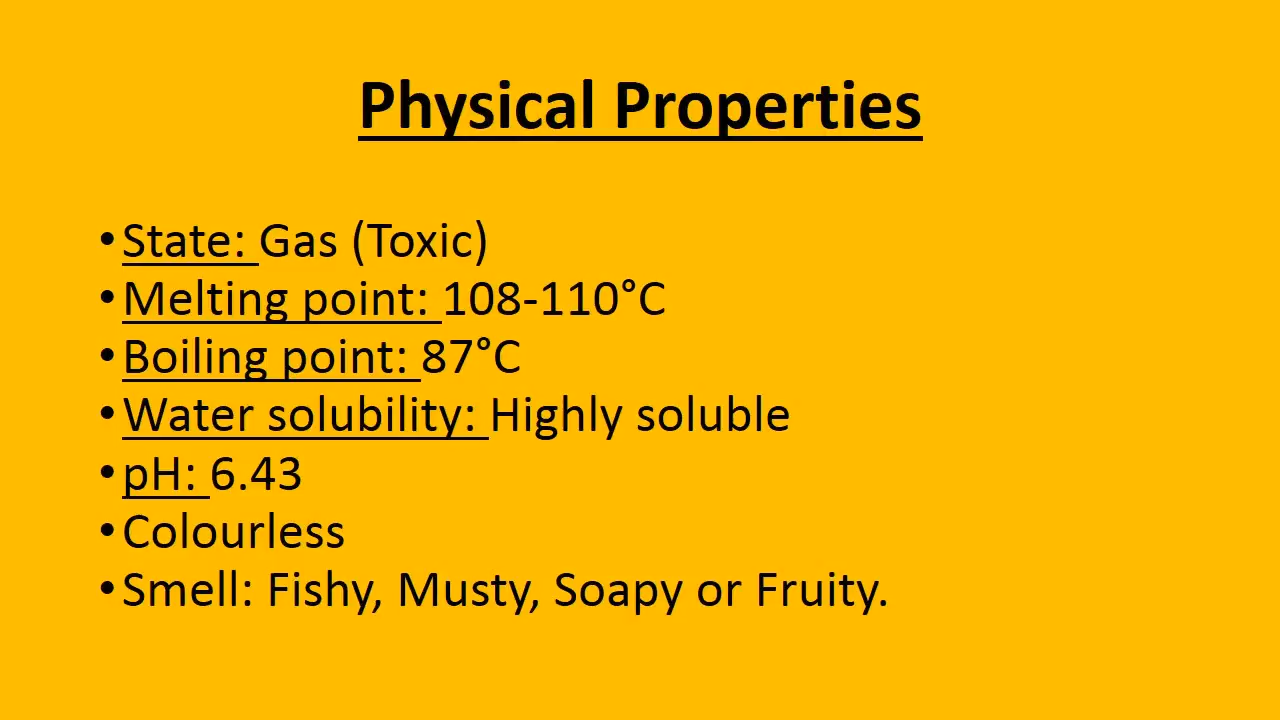 Physical Properties
•State: Gas (Toxic)
•Melting point: 108-110°C
•Boiling point: 87°C
•Water solubility: Highly soluble
•pH: 6.43
•Colourless
•Smell: Fishy, Musty, Soapy or Fruity.